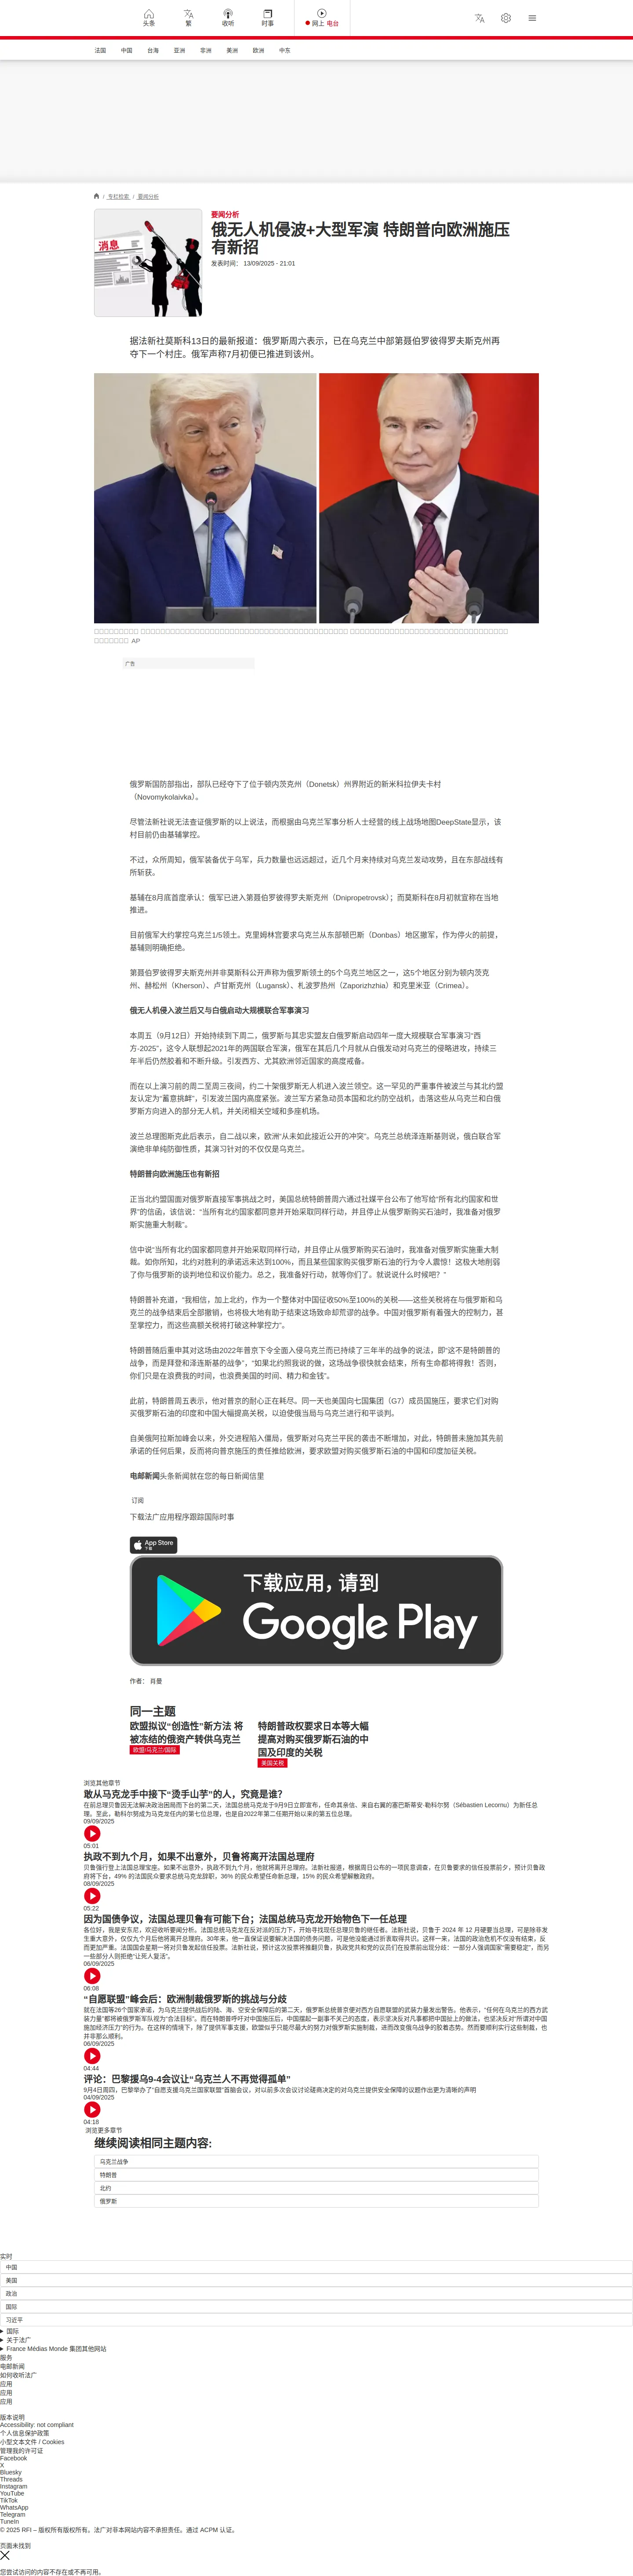 头条
繁
收听
时事
网上 电台
法国
中国
台海
亚洲
非洲
美洲
欧洲
中东
/ 专栏检索 / 要闻分析
消息
要闻分析
俄无人机侵波+大型军演 特朗普向欧洲施压
有新招
发表时间： 13/09/2025 - 21:01
据法新社莫斯科13日的最新报道：俄罗斯周六表示，已在乌克兰中部第聂伯罗彼得罗夫斯克州再
夺下一个村庄。俄军声称7月初便已推进到该州。
AP
广告
俄罗斯国防部指出，部队已经夺下了位于顿内茨克州（Donetsk）州界附近的新米科拉伊夫卡村
（Novomykolaivka）。
尽管法新社说无法查证俄罗斯的以上说法，而根据由乌克兰军事分析人士经营的线上战场地图DeepState显示，该
村目前仍由基辅掌控。
不过，众所周知，俄军装备优于乌军，兵力数量也远远超过，近几个月来持续对乌克兰发动攻势，且在东部战线有
所斩获。
基辅在8月底首度承认：俄军已进入第聂伯罗彼得罗夫斯克州（Dnipropetrovsk）；而莫斯科在8月初就宣称在当地
推进。
目前俄军大约掌控乌克兰1/5领土。克里姆林宫要求乌克兰从东部顿巴斯（Donbas）地区撤军，作为停火的前提，
基辅则明确拒绝。
第聂伯罗彼得罗夫斯克州并非莫斯科公开声称为俄罗斯领土的5个乌克兰地区之一，这5个地区分别为顿内茨克
州、赫松州（Kherson）、卢甘斯克州（Lugansk）、札波罗热州（Zaporizhzhia）和克里米亚（Crimea）。
俄无人机侵入波兰后又与白俄启动大规模联合军事演习
本周五（9月12日）开始持续到下周二，俄罗斯与其忠实盟友白俄罗斯启动四年一度大规模联合军事演习“西
方-2025”，这令人联想起2021年的两国联合军演，俄军在其后几个月就从白俄发动对乌克兰的侵略进攻，持续三
年半后仍然胶着和不断升级。引发西方、尤其欧洲邻近国家的高度戒备。
而在以上演习前的周二至周三夜间，约二十架俄罗斯无人机进入波兰领空。这一罕见的严重事件被波兰与其北约盟
友认定为“蓄意挑衅”，引发波兰国内高度紧张。波兰军方紧急动员本国和北约防空战机，击落这些从乌克兰和白俄
罗斯方向进入的部分无人机，并关闭相关空域和多座机场。
波兰总理图斯克此后表示，自二战以来，欧洲“从未如此接近公开的冲突”。乌克兰总统泽连斯基则说，俄白联合军
演绝非单纯防御性质，其演习针对的不仅仅是乌克兰。
特朗普向欧洲施压也有新招
正当北约盟国面对俄罗斯直接军事挑战之时，美国总统特朗普周六通过社媒平台公布了他写给“所有北约国家和世
界”的信函，该信说：“当所有北约国家都同意并开始采取同样行动，并且停止从俄罗斯购买石油时，我准备对俄罗
斯实施重大制裁”。
信中说“当所有北约国家都同意并开始采取同样行动，并且停止从俄罗斯购买石油时，我准备对俄罗斯实施重大制
裁。如你所知，北约对胜利的承诺远未达到100%，而且某些国家购买俄罗斯石油的行为令人震惊！这极大地削弱
了你与俄罗斯的谈判地位和议价能力。总之，我准备好行动，就等你们了。就说说什么时候吧？”
特朗普补充道，“我相信，加上北约，作为一个整体对中国征收50%至100%的关税——这些关税将在与俄罗斯和乌
克兰的战争结束后全部撤销，也将极大地有助于结束这场致命却荒谬的战争。中国对俄罗斯有着强大的控制力，甚
至掌控力，而这些高额关税将打破这种掌控力”。
特朗普随后重申其对这场由2022年普京下令全面入侵乌克兰而已持续了三年半的战争的说法，即“这不是特朗普的
战争，而是拜登和泽连斯基的战争”，“如果北约照我说的做，这场战争很快就会结束，所有生命都将得救！否则，
你们只是在浪费我的时间，也浪费美国的时间、精力和金钱”。
此前，特朗普周五表示，他对普京的耐心正在耗尽。同一天也美国向七国集团（G7）成员国施压，要求它们对购
买俄罗斯石油的印度和中国大幅提高关税，以迫使俄当局与乌克兰进行和平谈判。
自美俄阿拉斯加峰会以来，外交进程陷入僵局，俄罗斯对乌克兰平民的袭击不断增加，对此，特朗普未施加其先前
承诺的任何后果，反而将向普京施压的责任推给欧洲，要求欧盟对购买俄罗斯石油的中国和印度加征关税。
电邮新闻头条新闻就在您的每日新闻信里
订阅
下载法广应用程序跟踪国际时事
App Store
下载
下载应用，请到
Google Play
作者： 肖曼
同一主题
欧盟拟议“创造性”新方法 将
被冻结的俄资产转供乌克兰
欧盟/乌克兰/国际
特朗普政权要求日本等大幅
提高对购买俄罗斯石油的中
国及印度的关税
美国关税
浏览其他章节
敢从马克龙手中接下“烫手山芋”的人，究竟是谁？
在前总理贝鲁因无法解决政治困局而下台的第二天，法国总统马克龙于9月9日立即宣布，任命其亲信、来自右翼的塞巴斯蒂安·勒科尔努（Sébastien Lecornu）为新任总
理。至此，勒科尔努成为马克龙任内的第七位总理，也是自2022年第二任期开始以来的第五位总理。
09/09/2025
05:01
执政不到九个月，如果不出意外，贝鲁将离开法国总理府
贝鲁强行登上法国总理宝座。如果不出意外，执政不到九个月，他就将离开总理府。法新社报道，根据周日公布的一项民意调查，在贝鲁要求的信任投票前夕，预计贝鲁政
府将下台，49% 的法国民众要求总统马克龙辞职，36% 的民众希望任命新总理，15% 的民众希望解散政府。
08/09/2025
05:22
因为国债争议，法国总理贝鲁有可能下台；法国总统马克龙开始物色下一任总理
各位好，我是安东尼，欢迎收听要闻分析。法国总统马克龙在反对派的压力下，开始寻找现任总理贝鲁的继任者。法新社说，贝鲁于 2024 年 12 月硬要当总理，可是除非发
生重大意外，仅仅九个月后他将离开总理府。30年来，他一直保证说要解决法国的债务问题，可是他没能通过折衷取得共识。这样一来，法国的政治危机不仅没有结束，反
而更加严重。法国国会星期一将对贝鲁发起信任投票。法新社说，预计这次投票将推翻贝鲁，执政党共和党的议员们在投票前出现分歧：一部分人强调国家“需要稳定”，而另
一些部分人则拒绝“让死人复活”。
06/09/2025
06:08
“自愿联盟”峰会后：欧洲制裁俄罗斯的挑战与分歧
就在法国等26个国家承诺，为乌克兰提供战后的陆、海、空安全保障后的第二天，俄罗斯总统普京便对西方自愿联盟的武装力量发出警告。他表示，“任何在乌克兰的西方武
装力量”都将被俄罗斯军队视为“合法目标”。而在特朗普呼吁对中国施压后，中国摆起一副事不关己的态度，表示坚决反对凡事都把中国扯上的做法，也坚决反对“所谓对中国
施加经济压力”的行为。在这样的情境下，除了提供军事支援，欧盟似乎只能尽最大的努力对俄罗斯实施制裁，进而改变俄乌战争的胶着态势。然而要顺利实行这些制裁，也
并非那么顺利。
06/09/2025
04:44
评论：巴黎援乌9-4会议让“乌克兰人不再觉得孤单”
9月4日周四，巴黎举办了“自愿支援乌克兰国家联盟”首脑会议，对以前多次会议讨论磋商决定的对乌克兰提供安全保障的议题作出更为清晰的声明
04/09/2025
04:18
浏览更多章节
继续阅读相同主题内容:
乌克兰战争
特朗普
北约
俄罗斯
实时
中国
美国
政治
国际
习近平
国际
关于法广
France Médias Monde 集团其他网站
服务
电邮新闻
如何收听法广
应用
应用
应用
版本说明
Accessibility: not compliant
个人信息保护政策
小型文本文件 / Cookies
管理我的许可证
Facebook
X
Bluesky
Threads
Instagram
YouTube
TikTok
WhatsApp
Telegram
TuneIn
© 2025 RFI – 版权所有版权所有。法广对非本网站内容不承担责任。通过 ACPM 认证。
页面未找到
您尝试访问的内容不存在或不再可用。